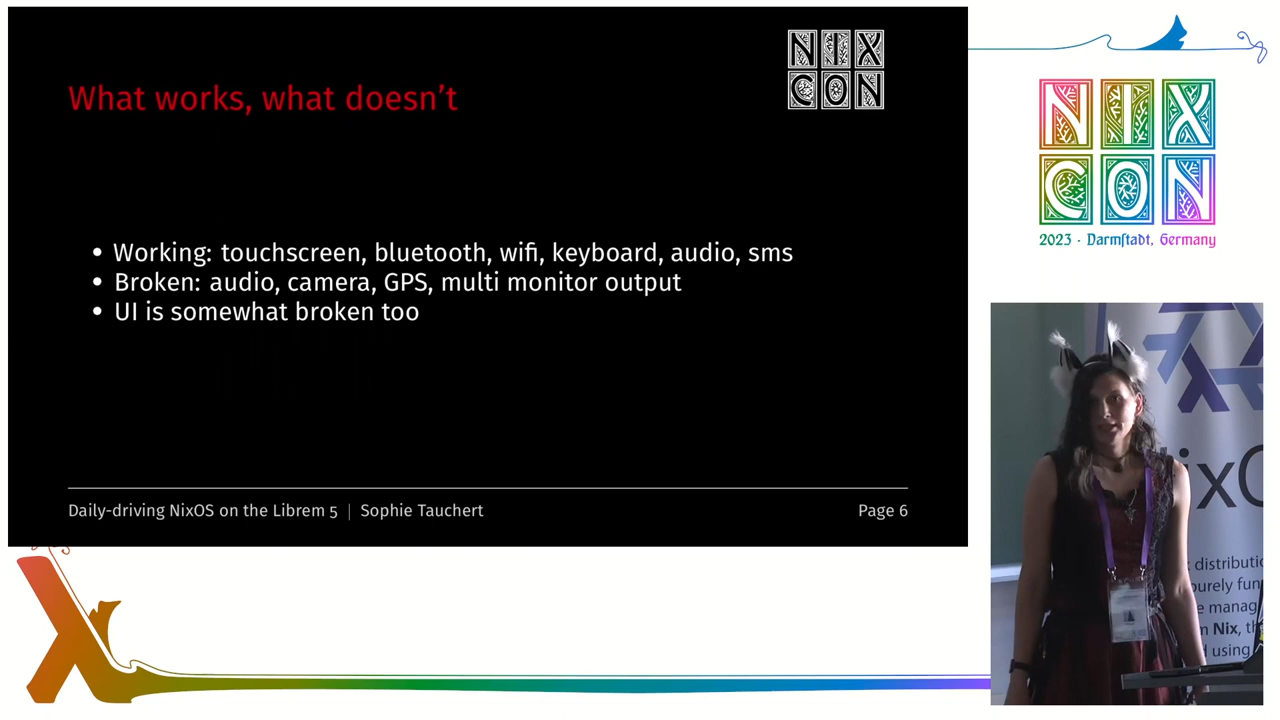 What works, what doesn't
NIX
CON
• Working: touchscreen, bluetooth, wifi, keyboard, audio, sms
• Broken: audio, camera, GPS, multi monitor output
• UI is somewhat broken too
Daily-driving NixOS on the Librem 5 | Sophie Tauchert
Page 6
NIX
CON
2023 · Darmstadt, Germany
distributi
purely fun
manag
Nix, th
using